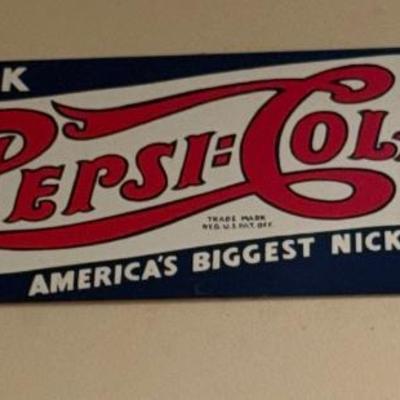 K
PEPSI=COL
TRADE MARK
REG. U.S. PAT. OFF.
AMERICA'S BIGGEST NICK